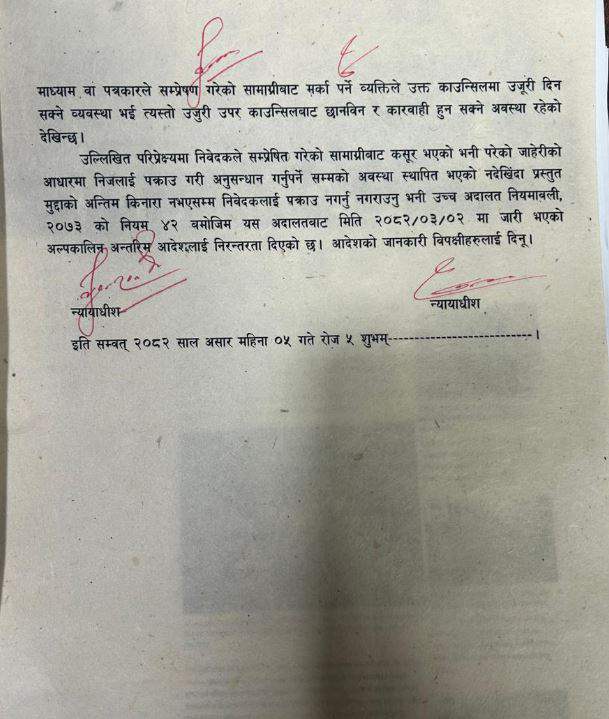 माध्याम वा पत्रकारले सम्प्रेषण गरेको सामाग्रीबाट मर्का पर्ने व्यक्तिले उक्त काउन्सिलमा उजुरी दिन
सक्ने व्यवस्था भई त्यस्तो उजुरी उपर काउन्सिलबाट छानविन र कारवाही हुन सक्ने अवस्था रहेको
देखिन्छ।
उल्लिखित परिप्रेक्ष्यमा निवेदकले सम्प्रेषित गरेको सामाग्रीबाट कसूर भएको भनी परेको जाहेरीको
आधारमा निजलाई पक्राउ गरी अनुसन्धान गर्नुपर्ने सम्मको अवस्था स्थापित भएको नदेखिंदा प्रस्तुत
मुद्दाको अन्तिम किनारा नभएसम्म निवेदकलाई पक्राउ नगर्नु नगराउनु भनी उच्च अदालत नियमावली,
२०७३ को नियम ४२ बमोजिम यस अदालतबाट मिति २०८२/०३/०२ मा जारी भएको
अल्पकालिन अन्तरिम आदेशलाई निरन्तरता दिएको छ। आदेशको जानकारी विपक्षीहरुलाई दिनू।
न्यायाधीश न्यायाधीश
इति सम्वत् २०८२ साल असार महिना ०५ गते रोज ५ शुभम्----------------------------।